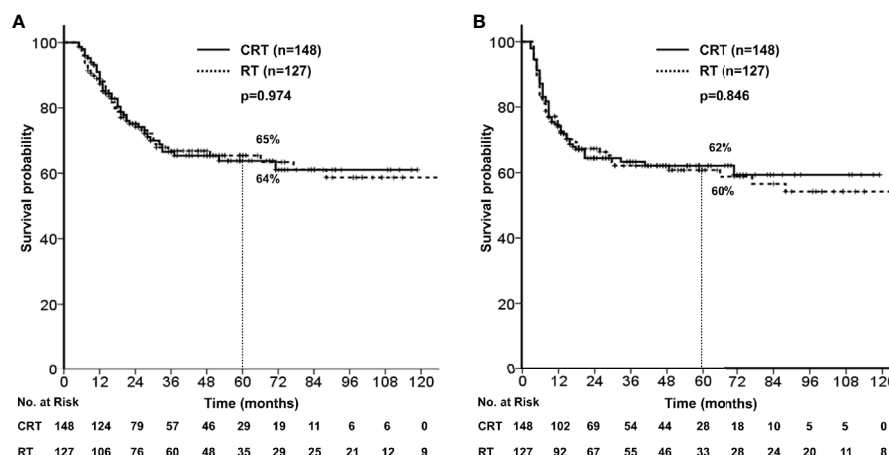 A
CRT (n=148)
RT (n=127)
p=0.974
Survival probability
100
80
60
40
20
0
65%
64%
0 12 24 36 48 60 72 84 96 108 120
No. at Risk
Time (months)
CRT 148 124 79 57 46 29 19 11 6 6 0
RT 127 106 76 60 48 35 29 25 21 12 9
B
CRT (n=148)
RT (n=127)
p=0.846
Survival probability
100
80
60
40
20
0
62%
60%
0 12 24 36 48 60 72 84 96 108 120
No. at Risk
Time (months)
CRT 148 102 69 54 44 28 18 10 5 5 0
RT 127 92 67 55 46 33 28 24 20 11 8